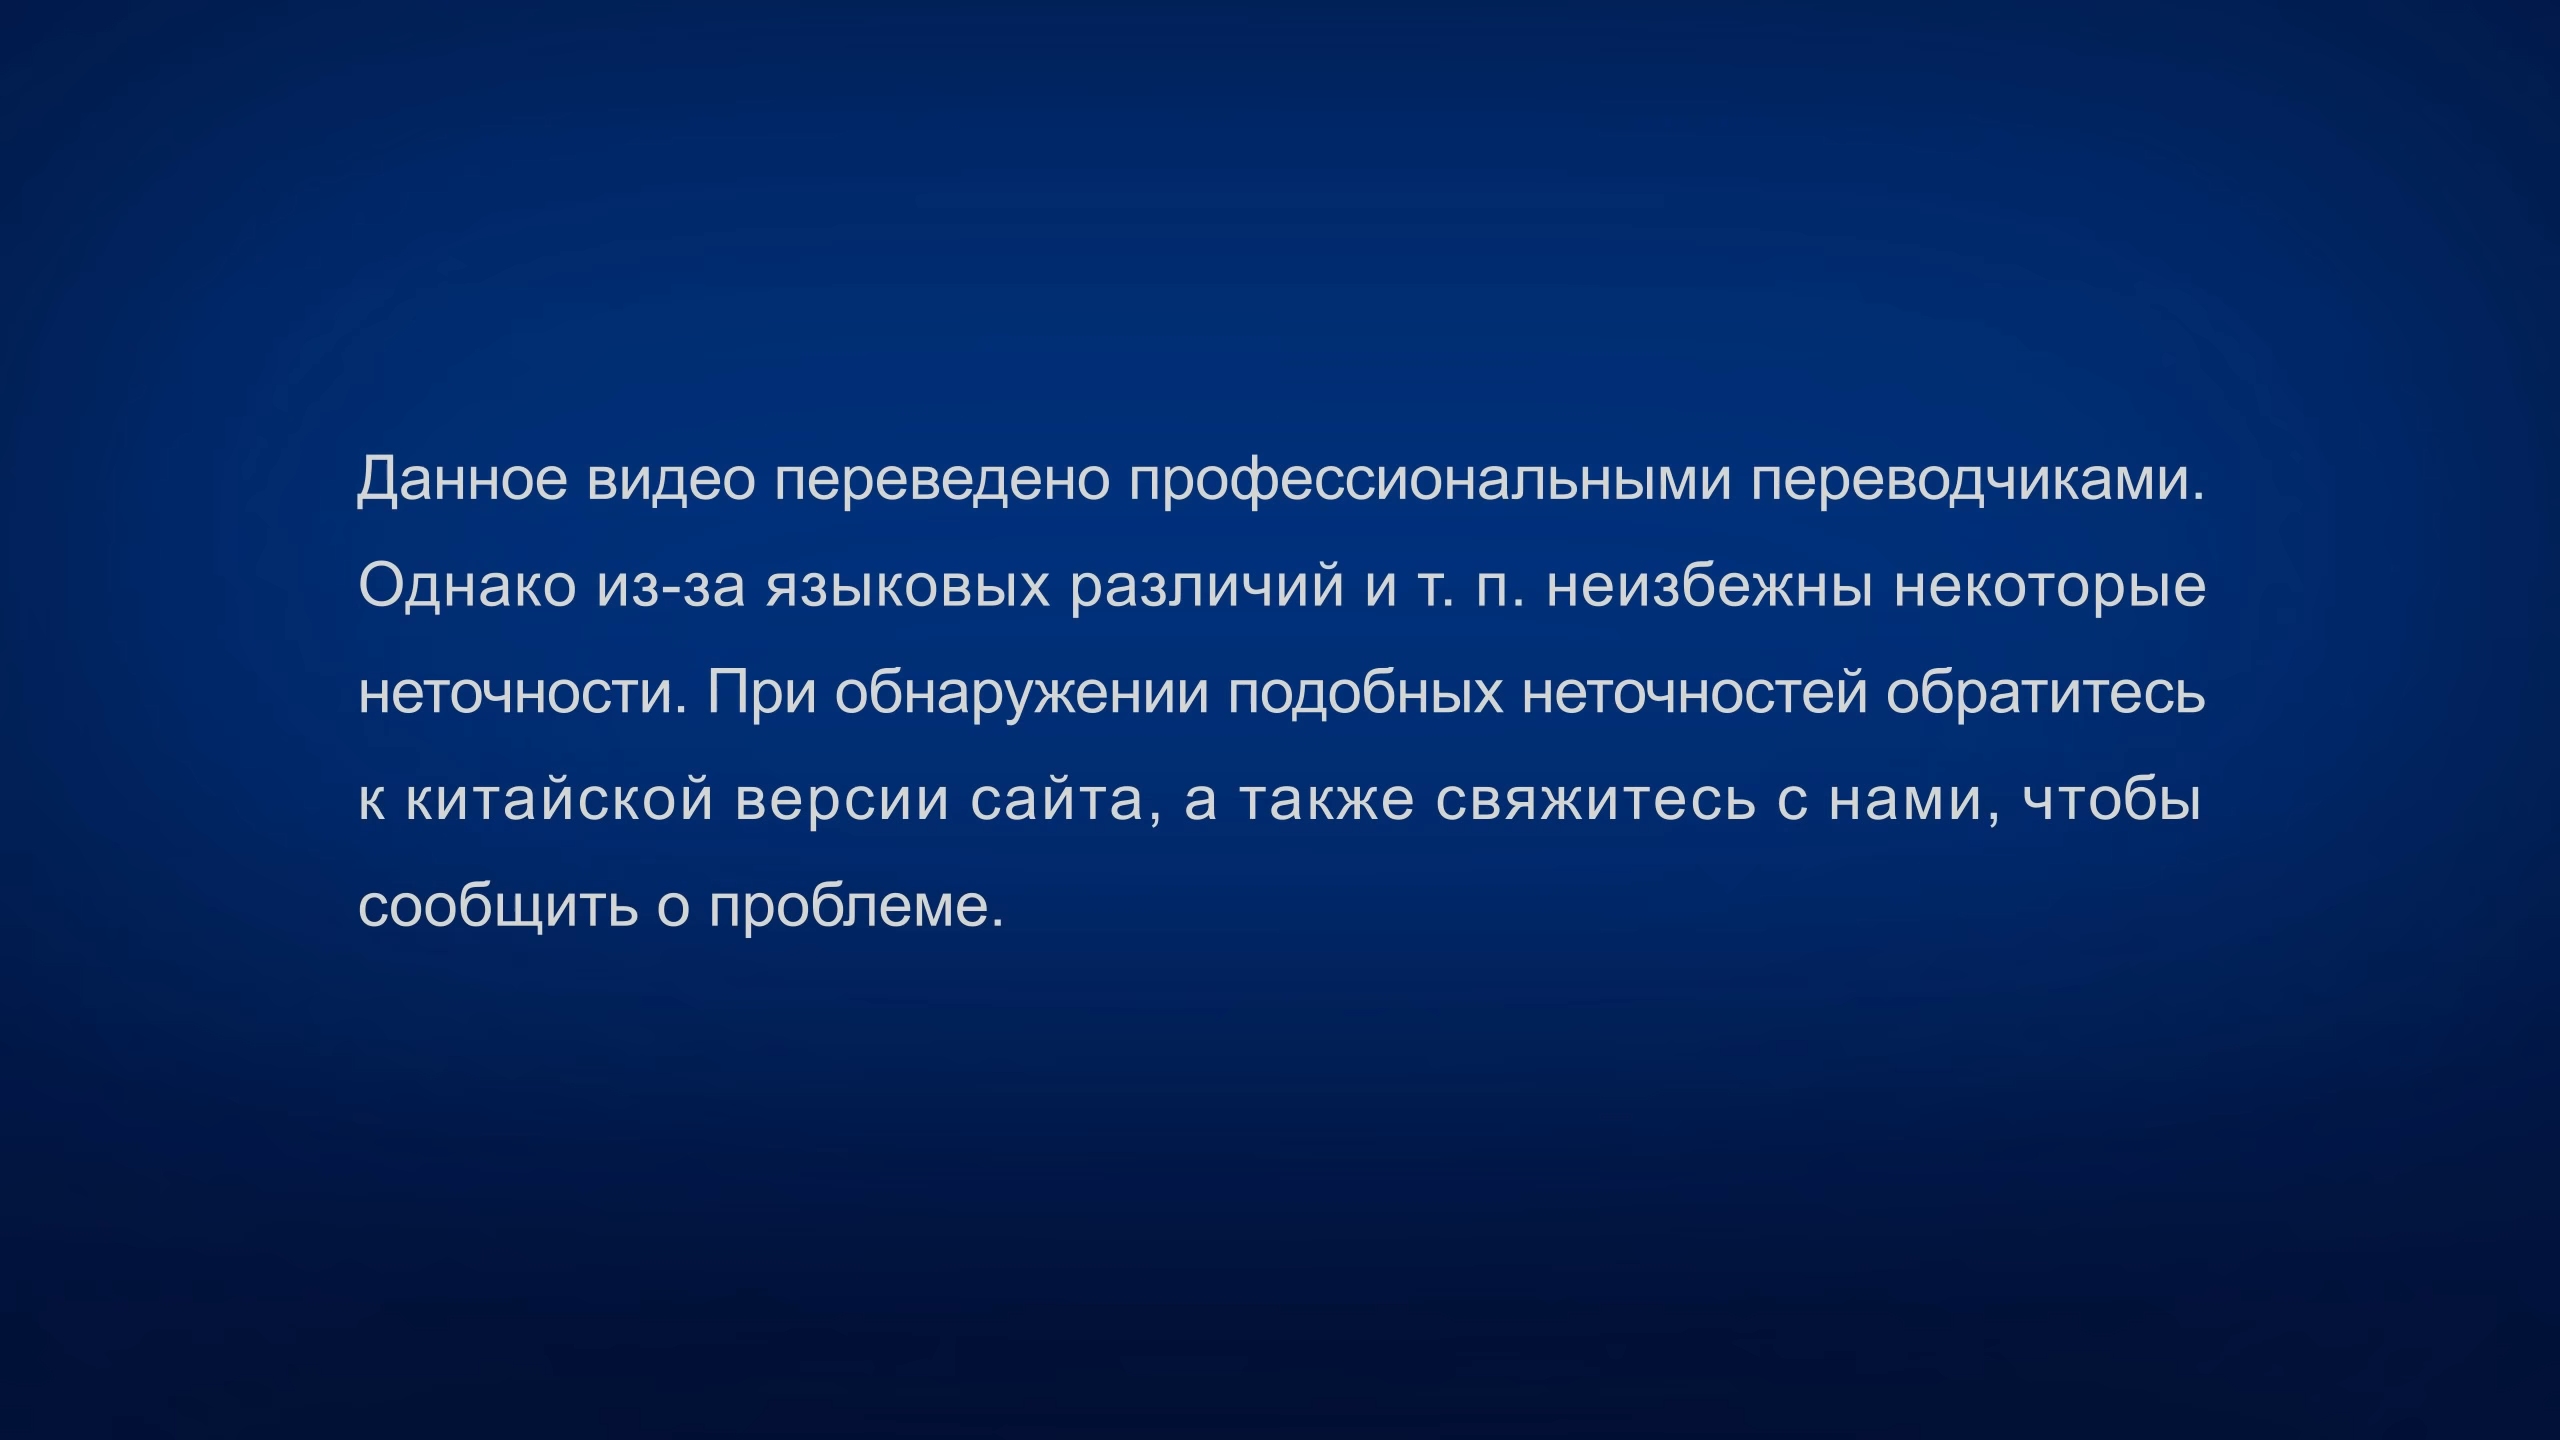 Данное видео переведено профессиональными переводчиками.
Однако из-за языковых различий и т. п. неизбежны некоторые
неточности. При обнаружении подобных неточностей обратитесь
к китайской версии сайта, а также свяжитесь с нами, чтобы
сообщить о проблеме.